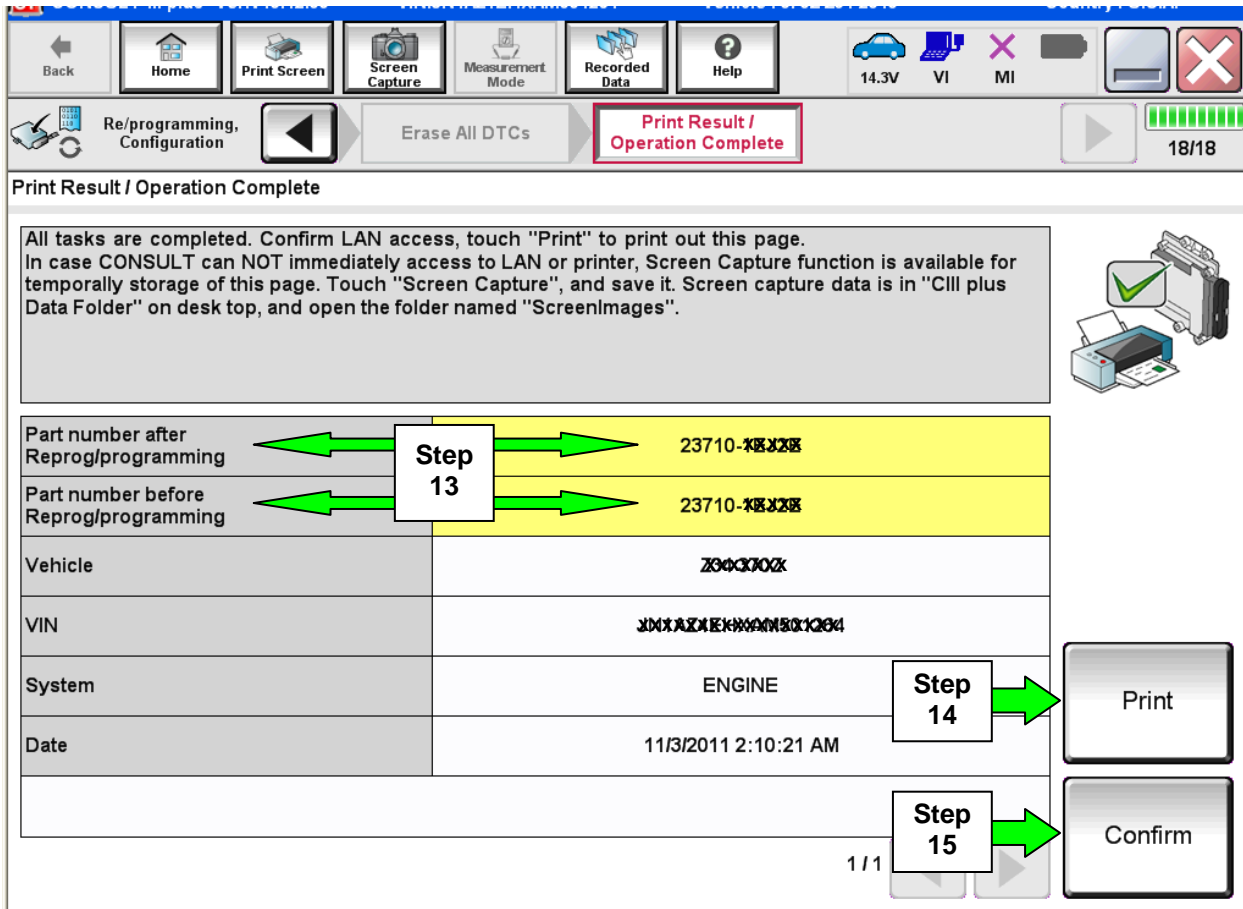 Back
Home
Print Screen
Screen
Capture
Measurement
Mode
Recorded
Data
Help
14.3V
VI
MI
Re/programming,
Configuration
Erase All DTCs
Print Result /
Operation Complete
18/18
Print Result / Operation Complete
All tasks are completed. Confirm LAN access, touch "Print" to print out this page.
In case CONSULT can NOT immediately access to LAN or printer, Screen Capture function is available for
temporally storage of this page. Touch "Screen Capture", and save it. Screen capture data is in "CIII plus
Data Folder" on desk top, and open the folder named "ScreenImages".
Part number after
Reprog/programming
Step
13
23710-
Part number before
Reprog/programming
23710-
Vehicle
VIN
System
ENGINE
Step
14
Print
Date
11/3/2011 2:10:21 AM
Step
15
Confirm
1/1